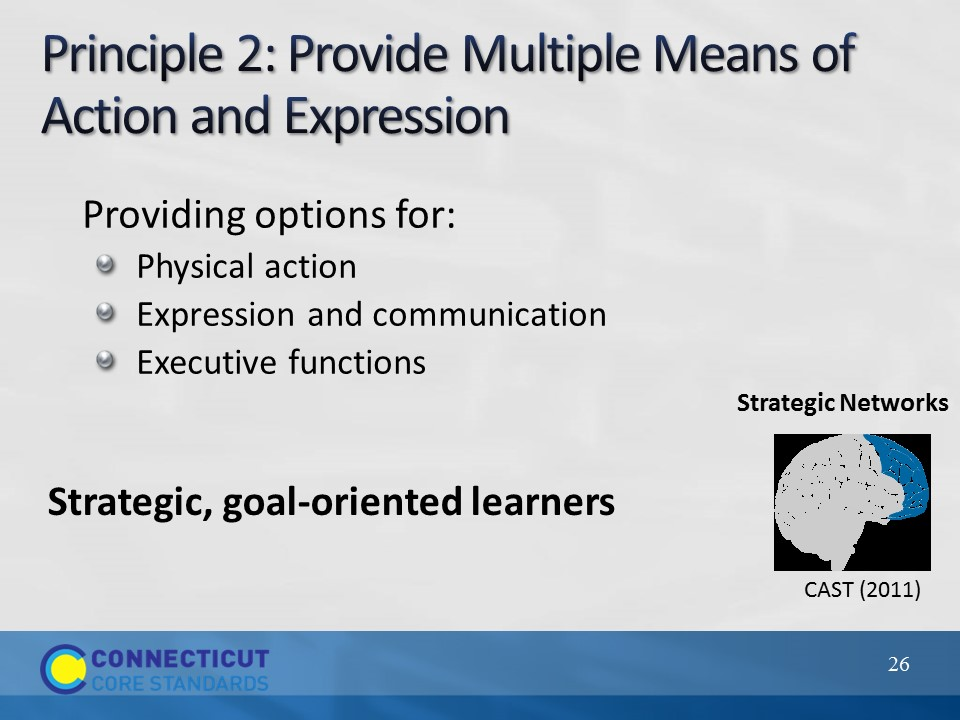 Principle 2: Provide Multiple Means of
Action and Expression
Providing options for:
Physical action
Expression and communication
Executive functions
Strategic Networks
Strategic, goal-oriented learners
CAST (2011)
CONNECTICUT
CORE STANDARDS
26